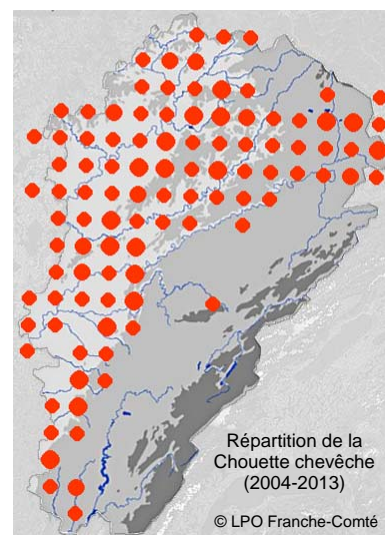 Répartition de la
Chouette chevêche
(2004-2013)
© LPO Franche-Comté